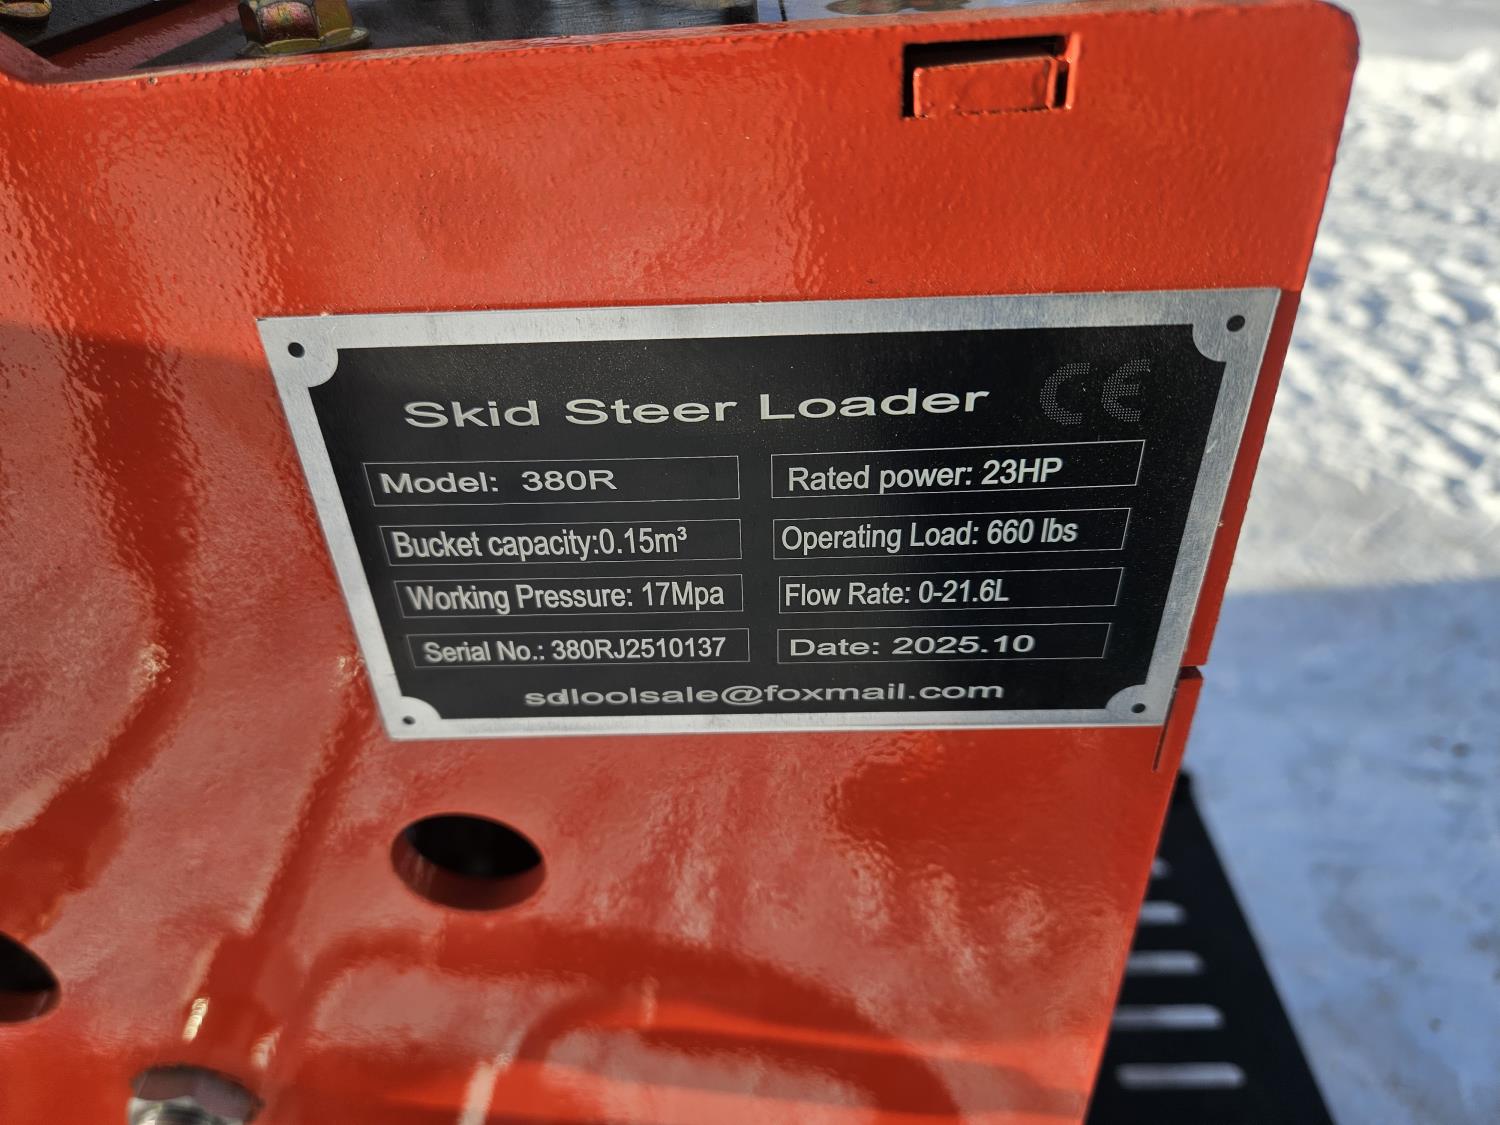 Skid Steer Loader CE
Model: 380R
Rated power: 23HP
Bucket capacity:0.15m³
Operating Load: 660 lbs
Working Pressure: 17Mpa
Flow Rate: 0-21.6L
Serial No.: 380RJ2510137
Date: 2025.10
sdloolsale@foxmail.com